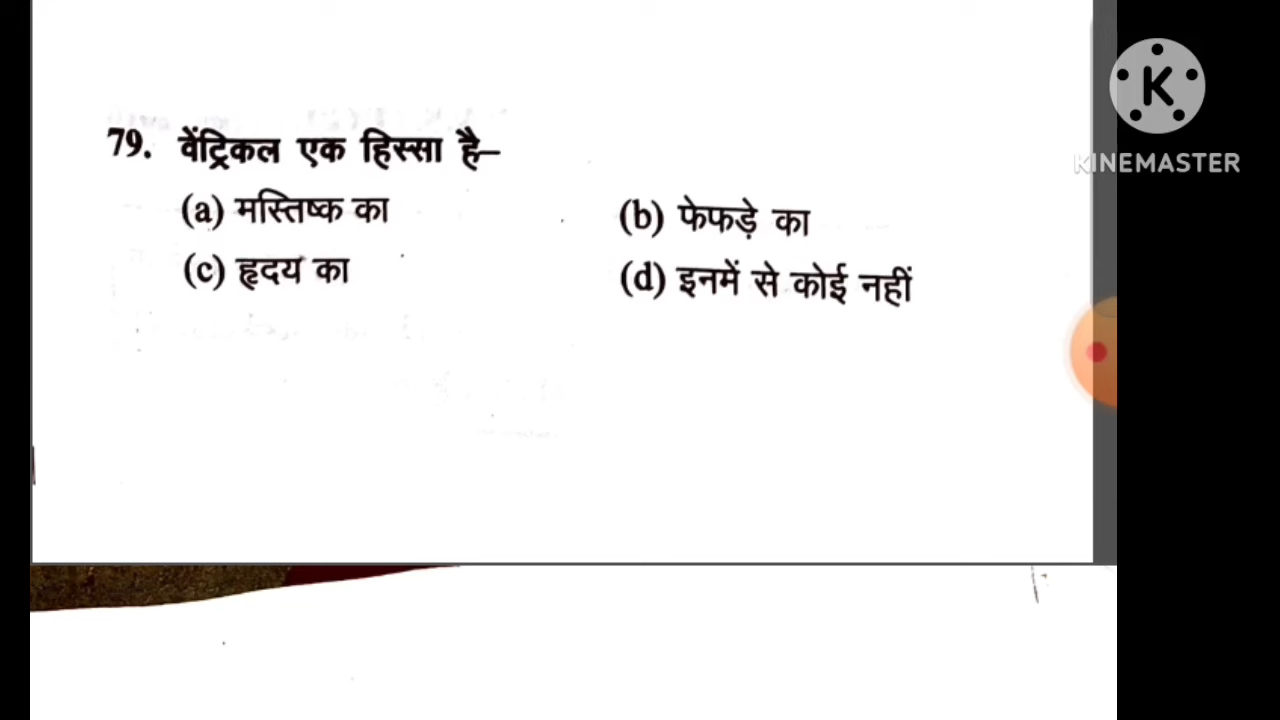 79. वेंट्रिकल एक हिस्सा है–
(a) मस्तिष्क का (b) फेफड़े का
(c) हृदय का (d) इनमें से कोई नहीं
K
KINEMASTER